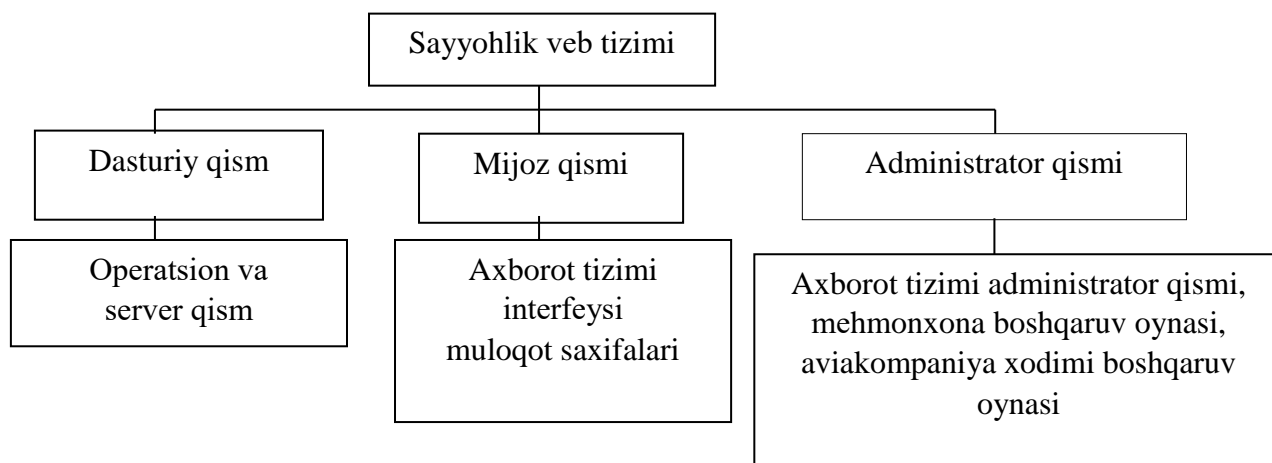 Sayyohlik veb tizimi
Dasturiy qism
Mijoz qismi
Administrator qismi
Operatsion va
server qism
Axborot tizimi
interfeysi
muloqot saxifalari
Axborot tizimi administrator qismi,
mehmonxona boshqaruv oynasi,
aviakompaniya xodimi boshqaruv
oynasi